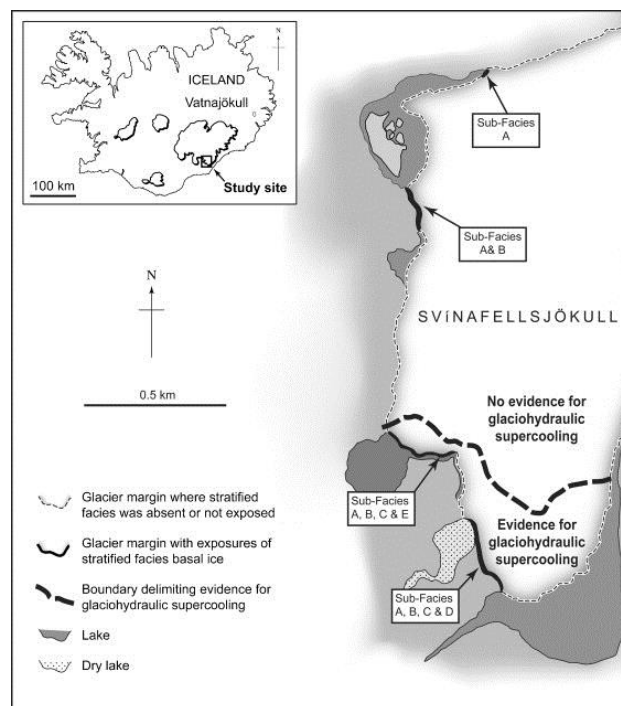 N
ICELAND
Vatnajökull
100 km
Study site
Sub-Facies
A
Sub-Facies
A& B
N
SVíNAFELLSJÖKULL
0.5 km
No evidence for
glaciohydraulic
supercooling
Sub-Facies
A, B, C & E
Evidence for
glaciohydraulic
supercooling
Sub-Facies
A, B, C & D
Glacier margin where stratified
facies was absent or not exposed
Glacier margin with exposures of
stratified facies basal ice
Boundary delimiting evidence for
glaciohydraulic supercooling
Lake
Dry lake